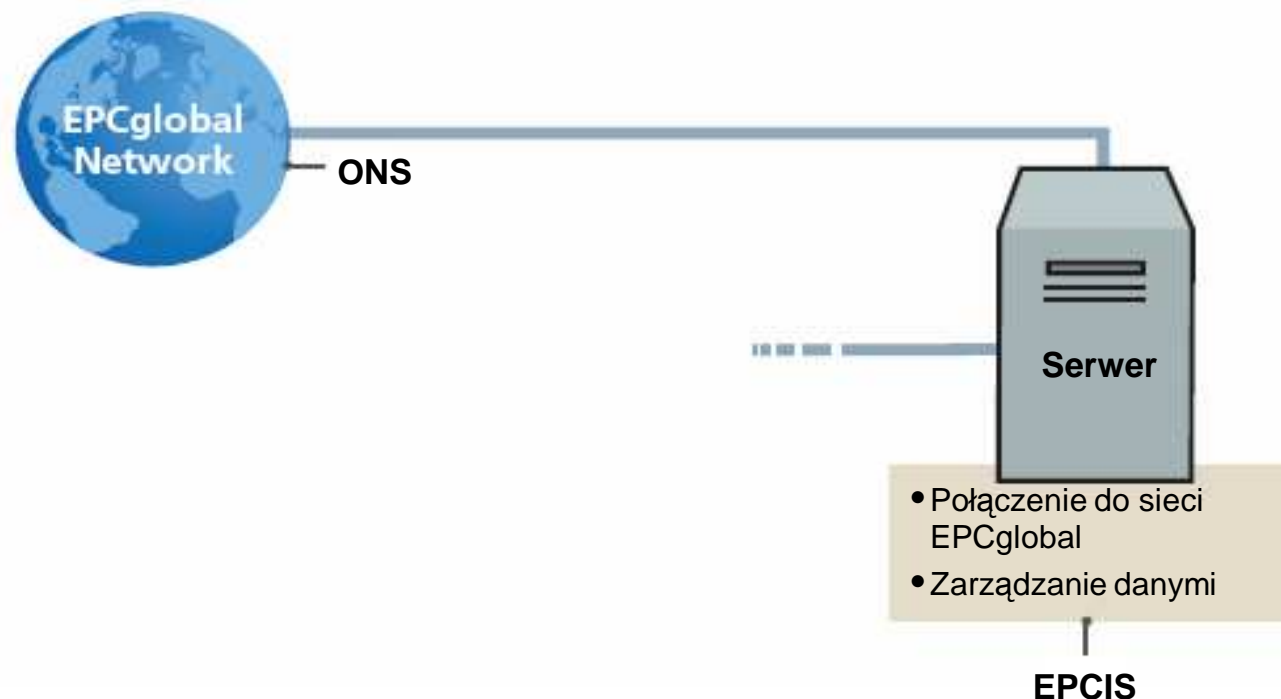 EPCglobal
Network
ONS
Serwer
• Połączenie do sieci
EPCglobal
• Zarządzanie danymi
EPCIS